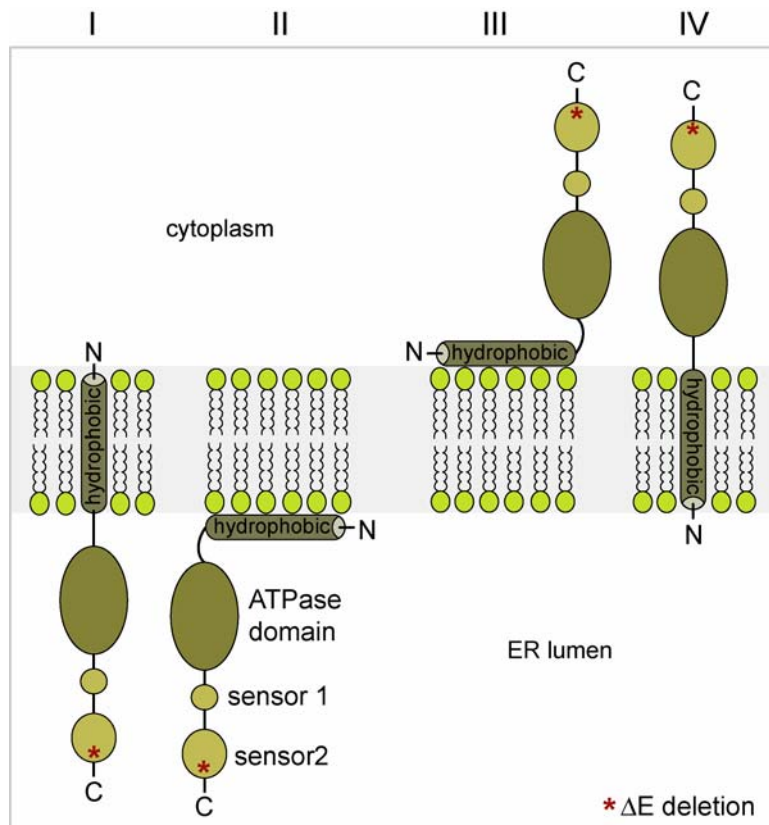 I II III IV
C C
cytoplasm
N
N hydrophobic
hydrophobic
hydrophobic
hydrophobic N
N
ATPase
domain
ER lumen
sensor 1
sensor2
C
C
* ΔE deletion